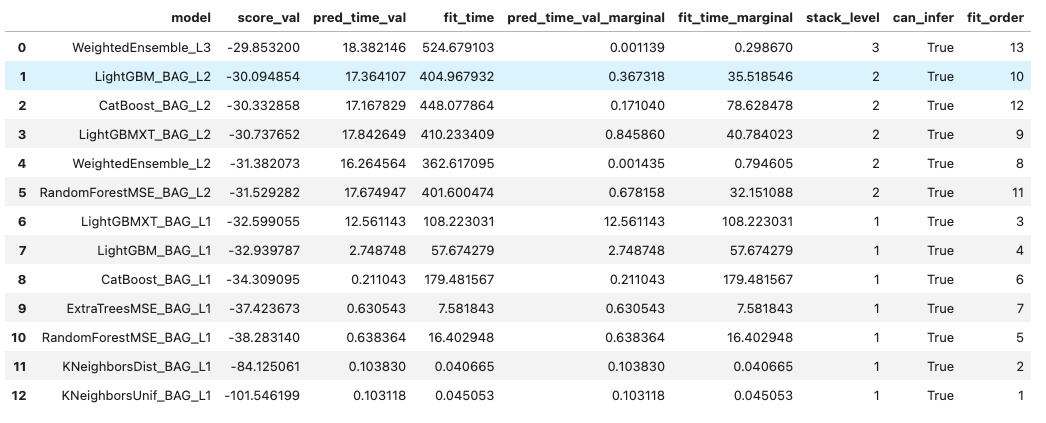 model score_val pred_time_val fit_time pred_time_val_marginal fit_time_marginal stack_level can_infer fit_order
0 WeightedEnsemble_L3 -29.853200 18.382146 524.679103 0.001139 0.298670 3 True 13
1 LightGBM_BAG_L2 -30.094854 17.364107 404.967932 0.367318 35.518546 2 True 10
2 CatBoost_BAG_L2 -30.332858 17.167829 448.077864 0.171040 78.628478 2 True 12
3 LightGBMXT_BAG_L2 -30.737652 17.842649 410.233409 0.845860 40.784023 2 True 9
4 WeightedEnsemble_L2 -31.382073 16.264564 362.617095 0.001435 0.794605 2 True 8
5 RandomForestMSE_BAG_L2 -31.529282 17.674947 401.600474 0.678158 32.151088 2 True 11
6 LightGBMXT_BAG_L1 -32.599055 12.561143 108.223031 12.561143 108.223031 1 True 3
7 LightGBM_BAG_L1 -32.939787 2.748748 57.674279 2.748748 57.674279 1 True 4
8 CatBoost_BAG_L1 -34.309095 0.211043 179.481567 0.211043 179.481567 1 True 6
9 ExtraTreesMSE_BAG_L1 -37.423673 0.630543 7.581843 0.630543 7.581843 1 True 7
10 RandomForestMSE_BAG_L1 -38.283140 0.638364 16.402948 0.638364 16.402948 1 True 5
11 KNeighborsDist_BAG_L1 -84.125061 0.103830 0.040665 0.103830 0.040665 1 True 2
12 KNeighborsUnif_BAG_L1 -101.546199 0.103118 0.045053 0.103118 0.045053 1 True 1